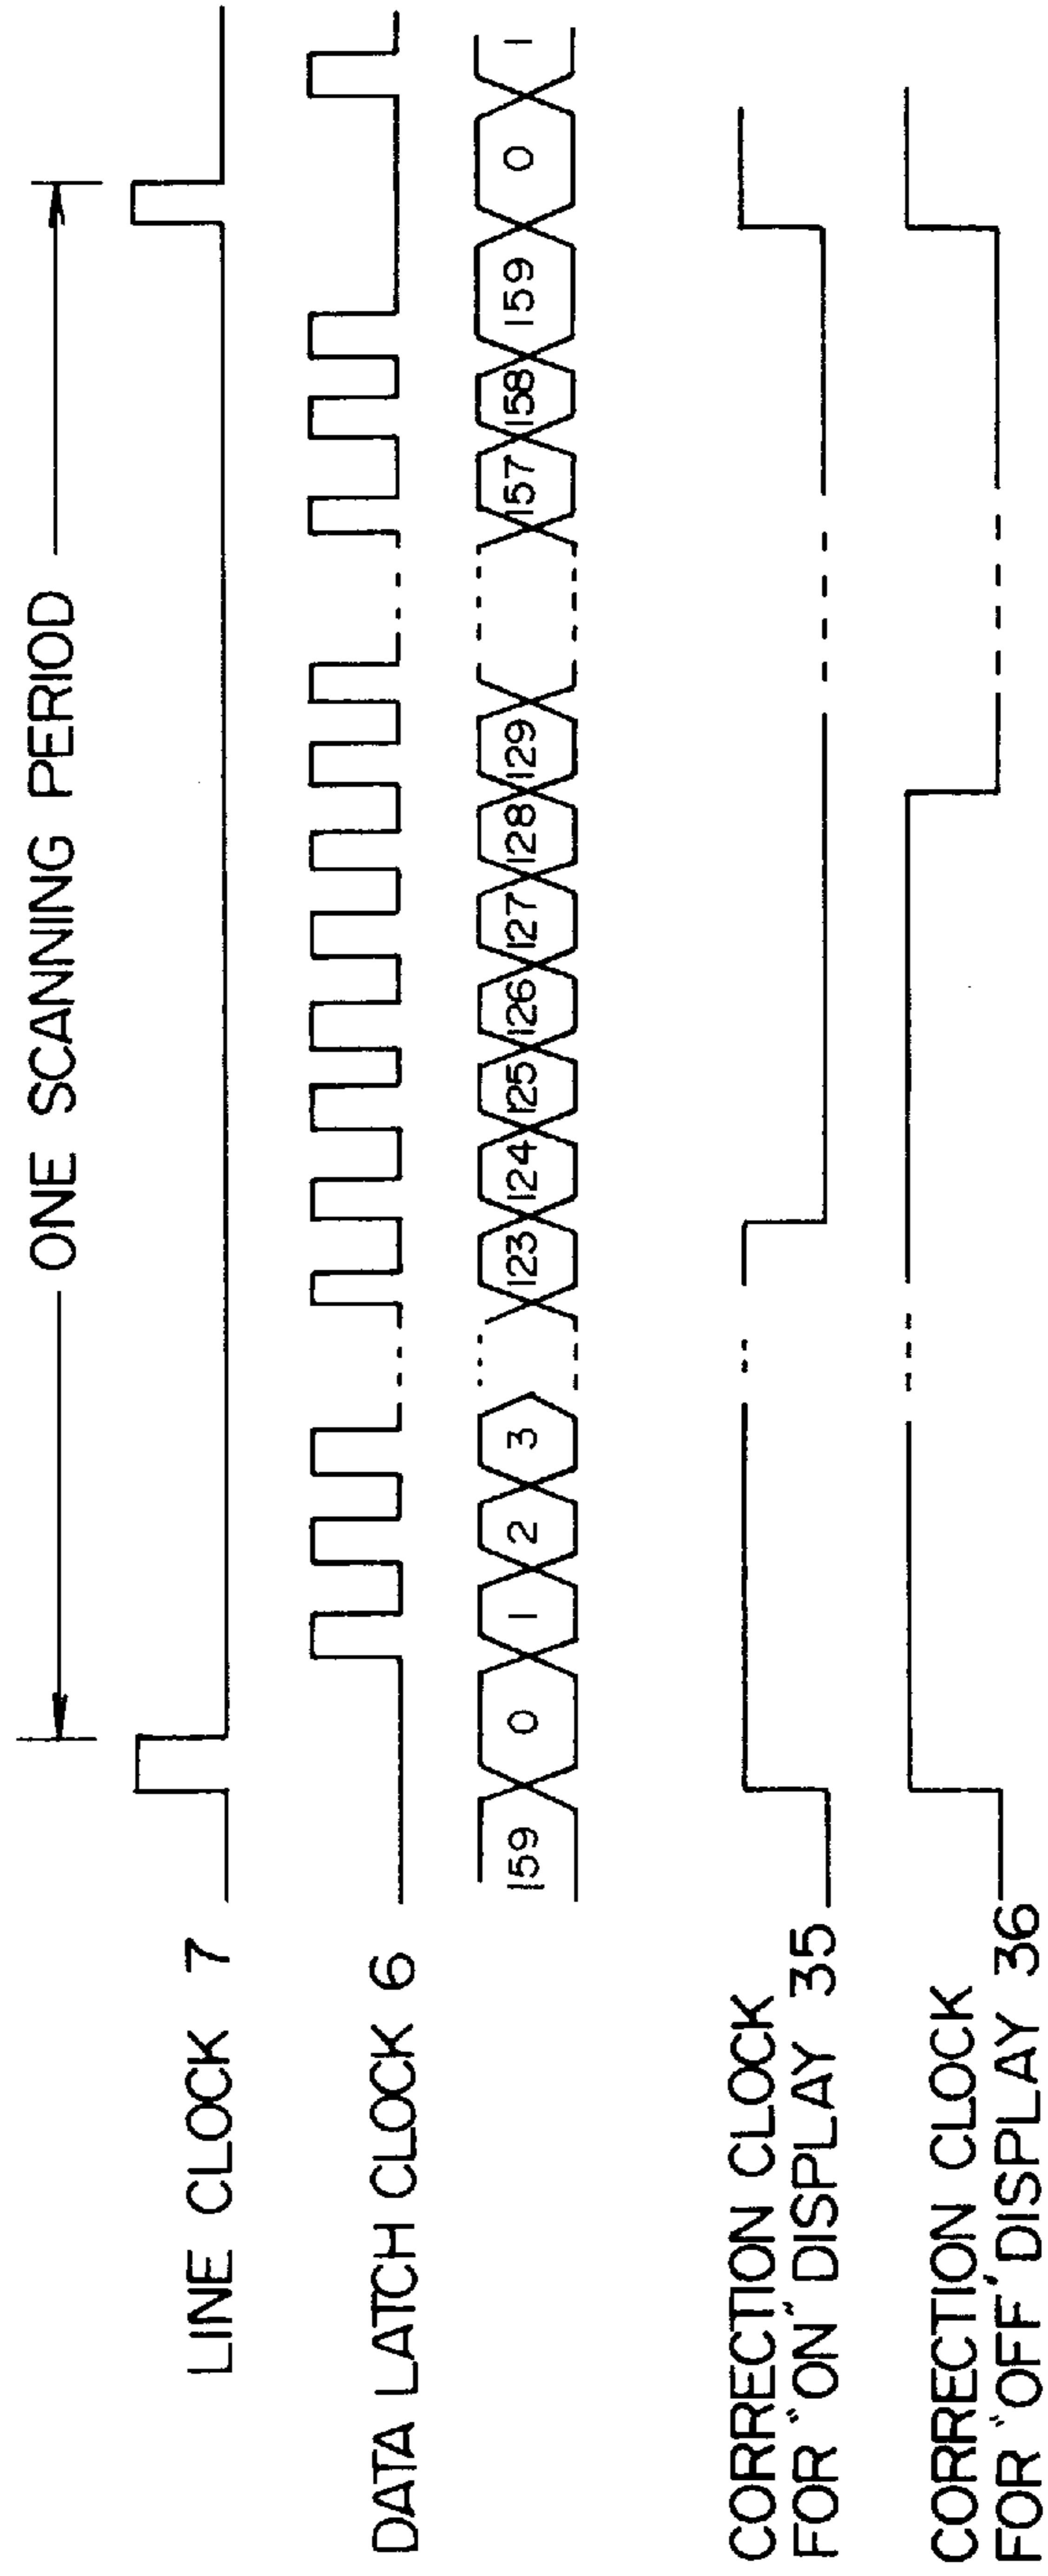 ONE SCANNING PERIOD
LINE CLOCK 7
DATA LATCH CLOCK 6
159 0 1 2 3 123 124 125 126 127 128 129 157 158 159 0 1
CORRECTION CLOCK
FOR "ON" DISPLAY 35
CORRECTION CLOCK
FOR "OFF" DISPLAY 36